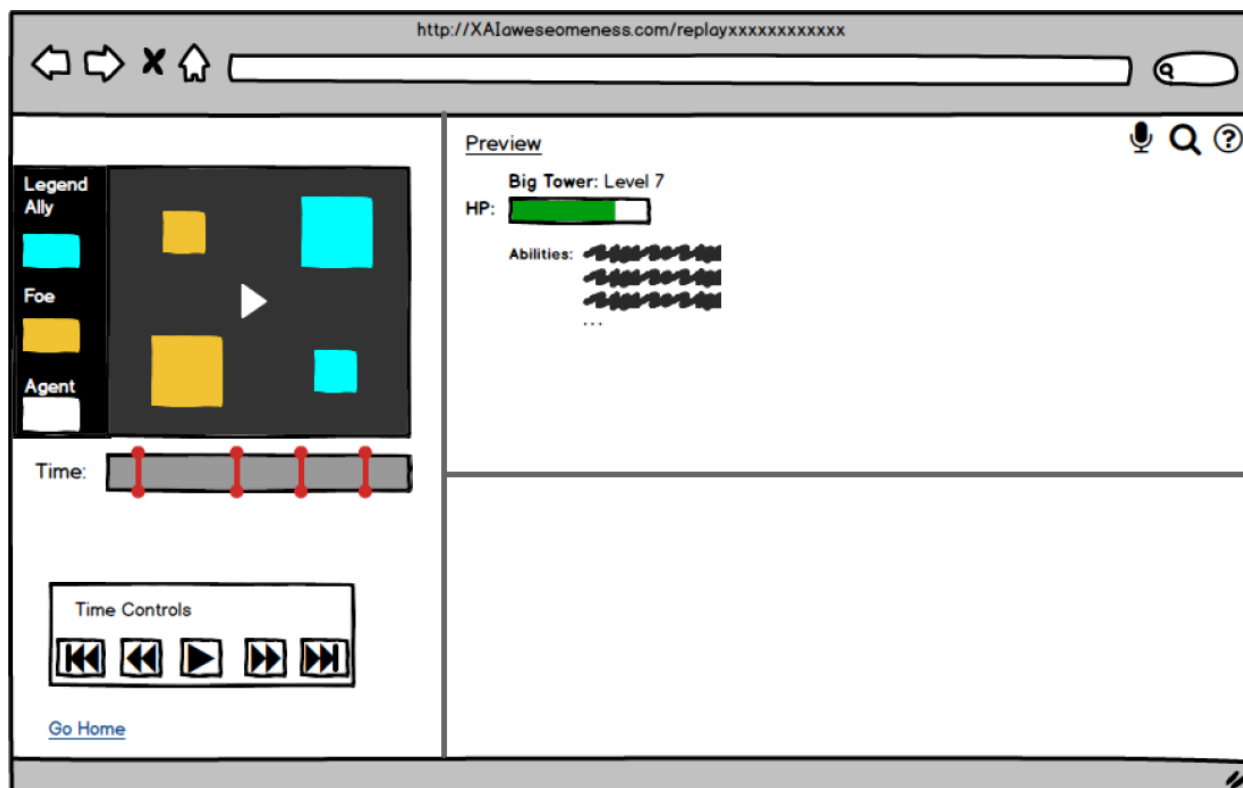 http://XAIaweseomeness.com/replayxxxxxxxxxxxx
Legend
Ally
Foe
Agent
Time:
Time Controls
Go Home
Preview
Big Tower: Level 7
HP:
Abilities:
...